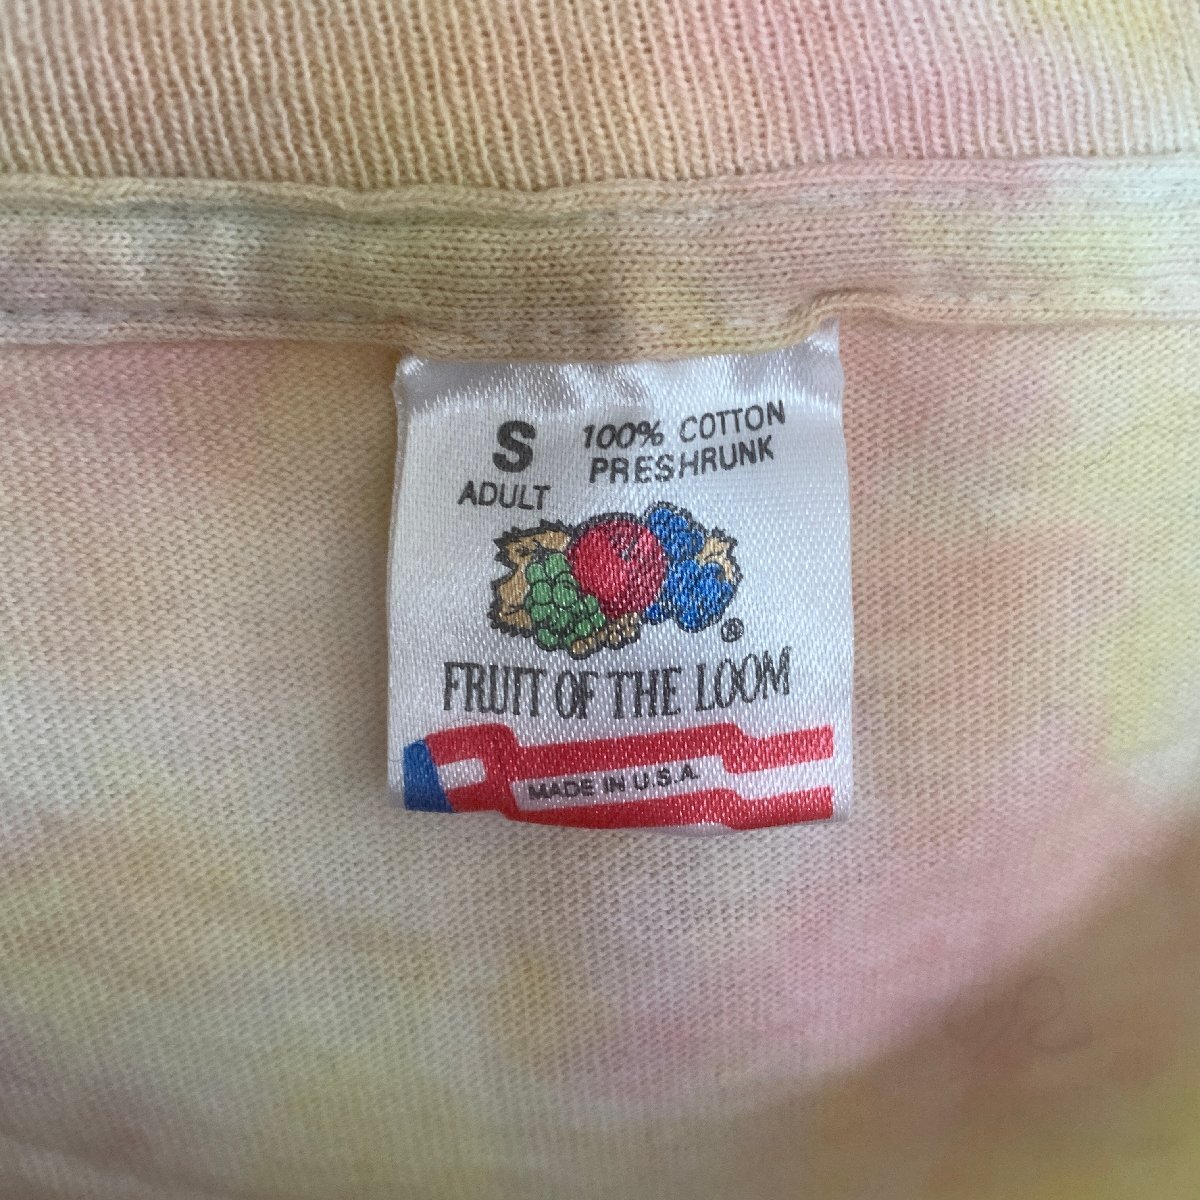 S
ADULT
100% COTTON
PRESHRUNK
®
FRUIT OF THE LOOM
MADE IN U.S.A.